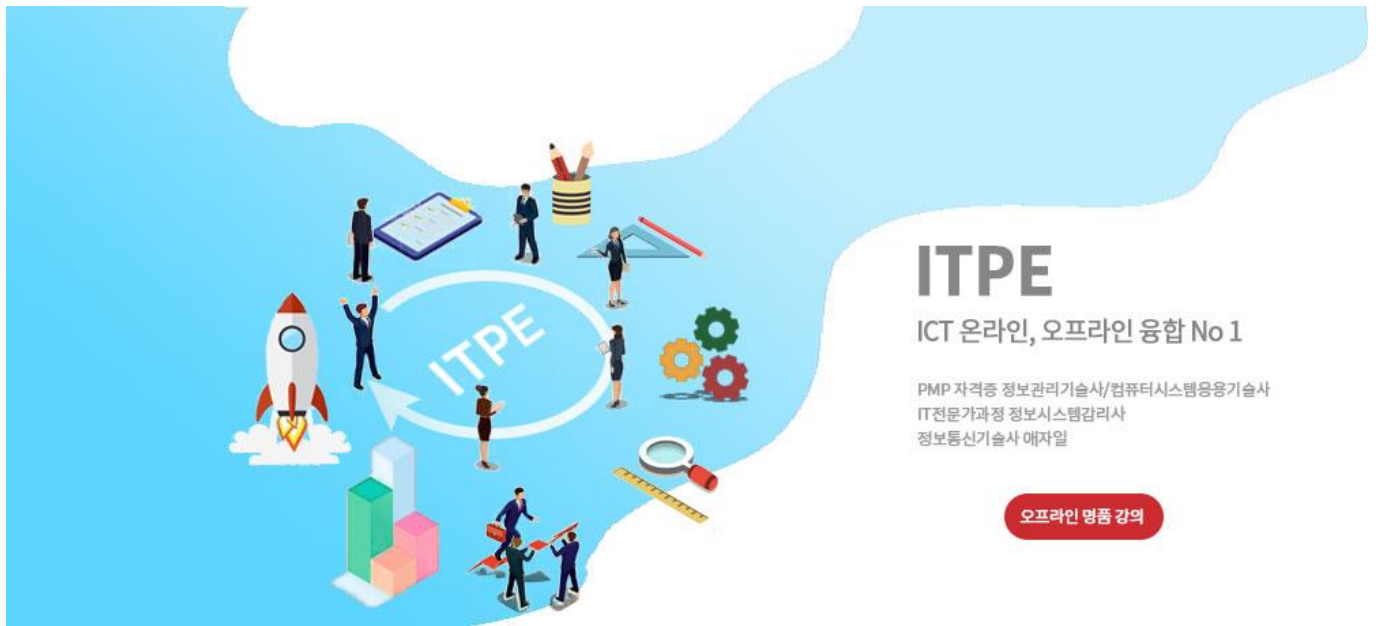 ITPE
ITPE
ICT 온라인, 오프라인 융합 No 1
PMP 자격증 정보관리기술사/컴퓨터시스템응용기술사
IT전문가과정 정보시스템감리사
정보통신기술사 애자일
오프라인 명품 강의